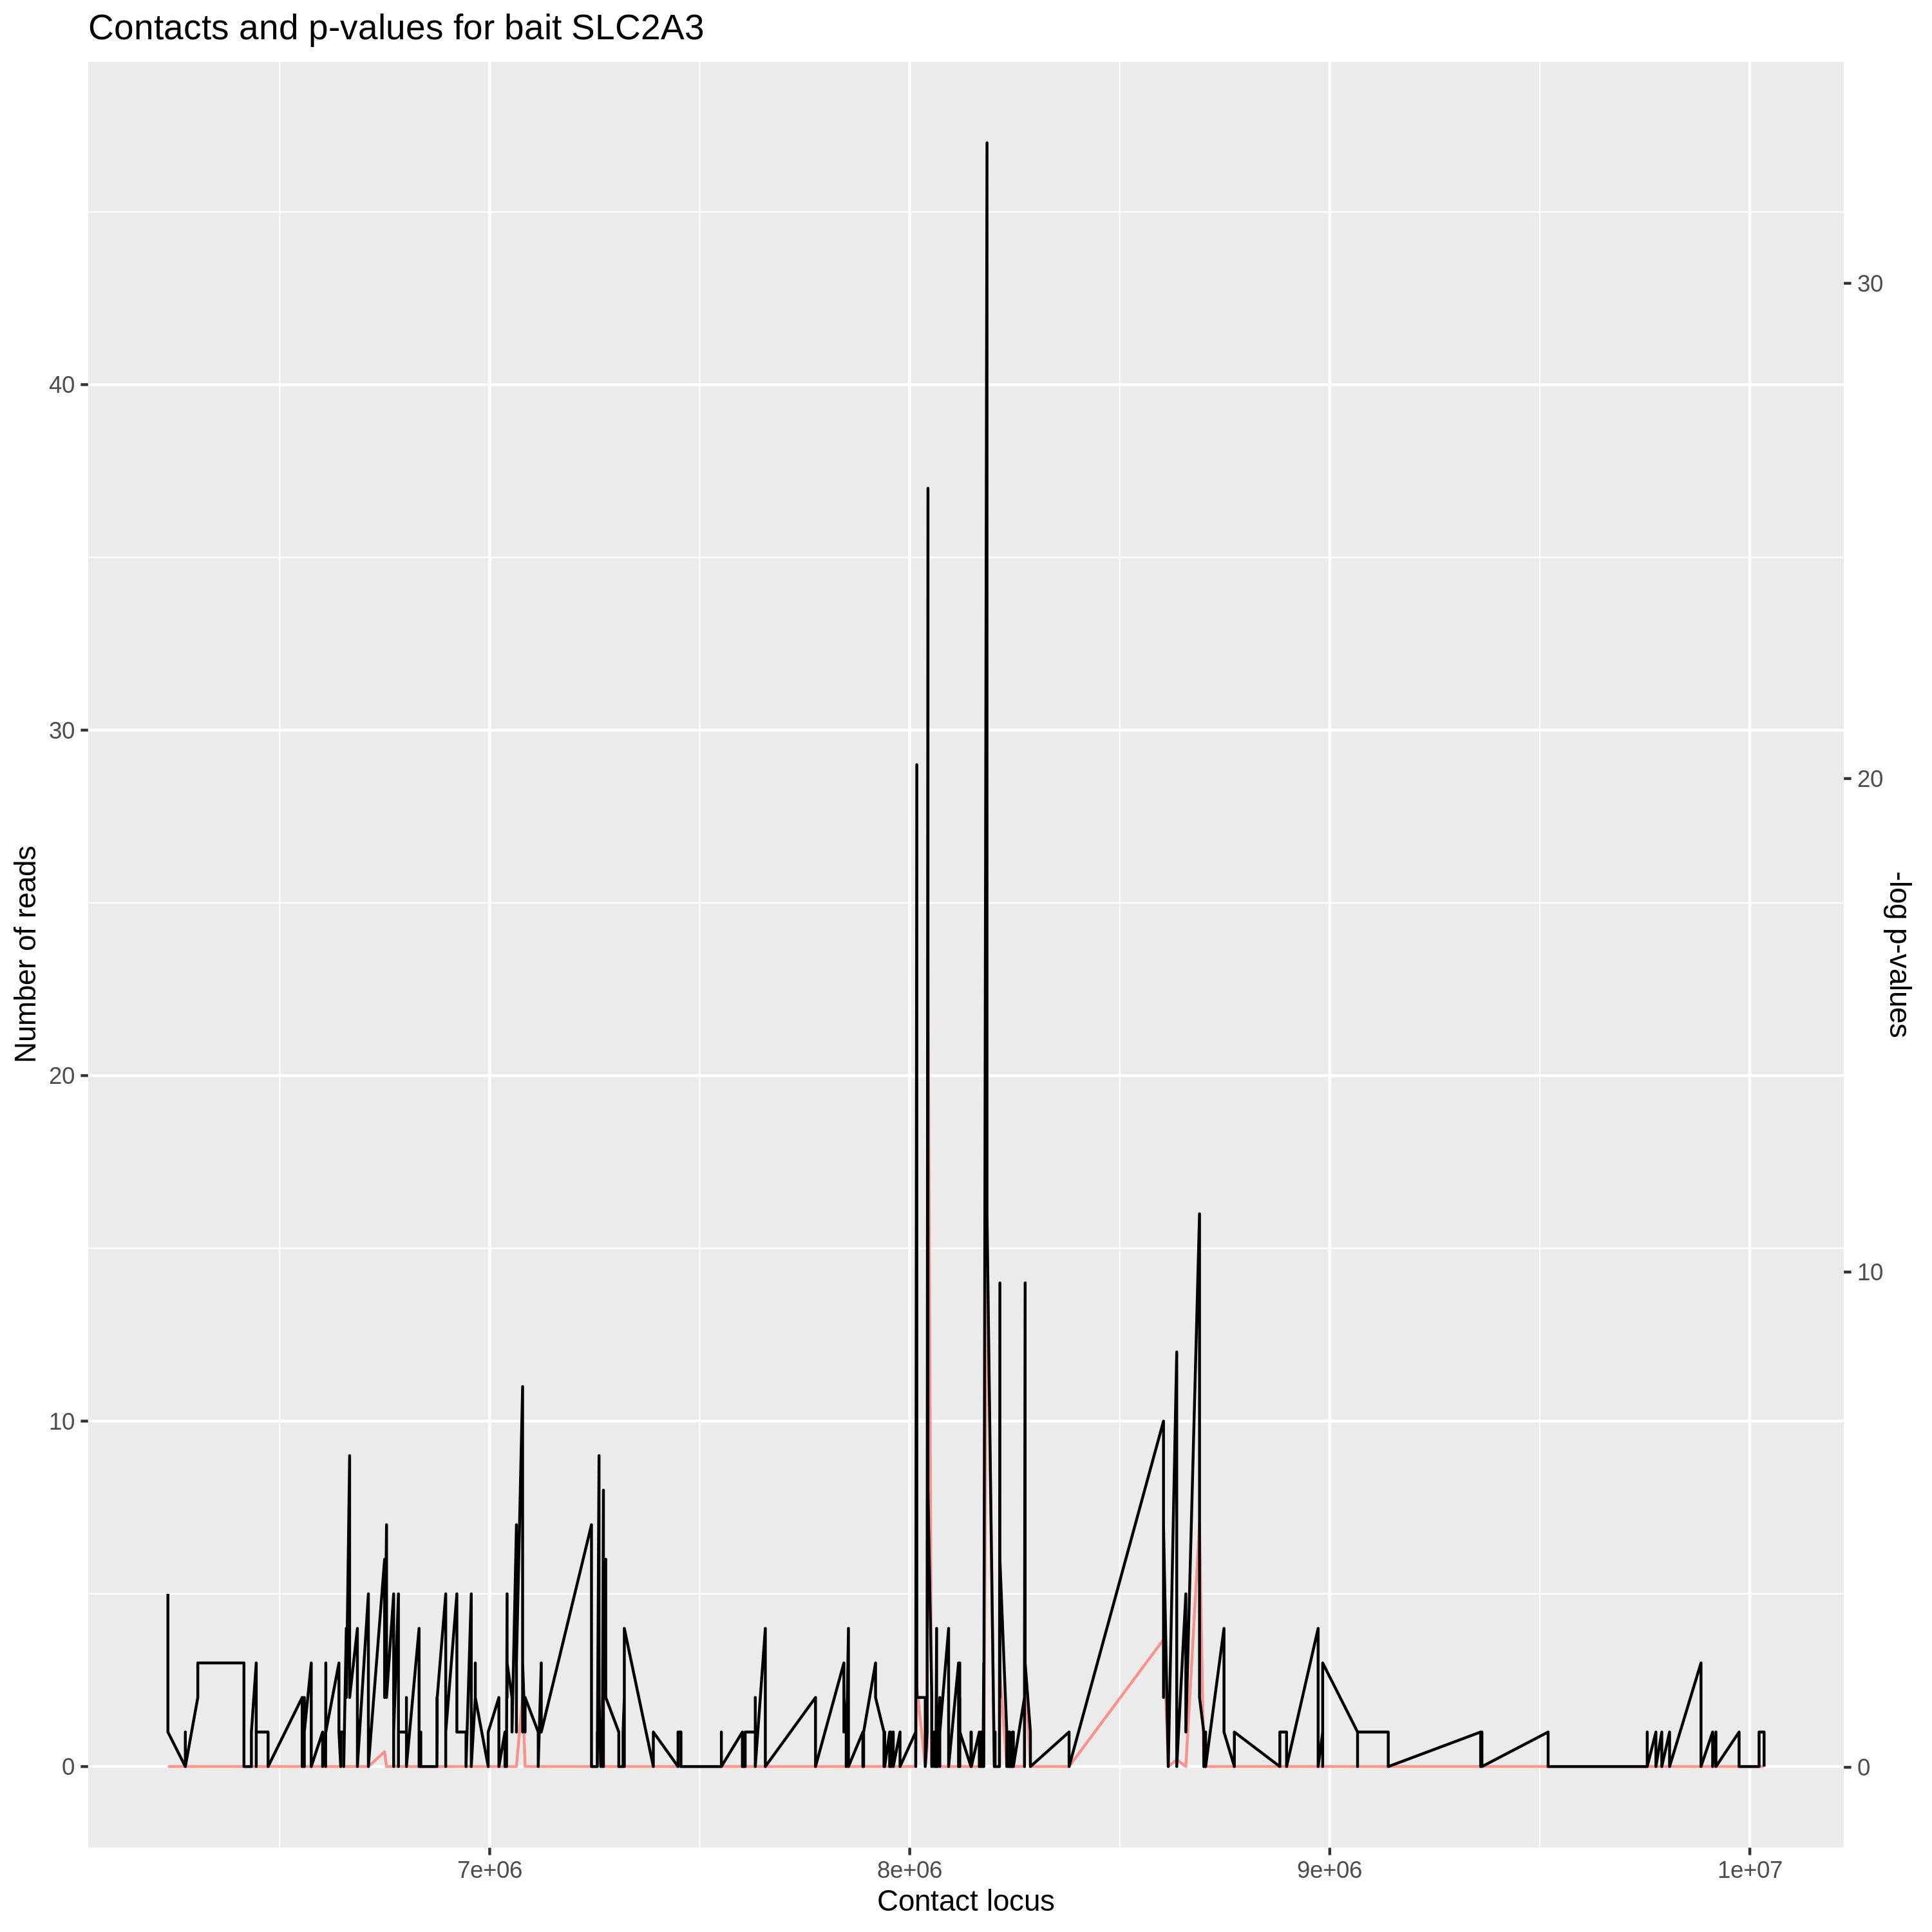 Contacts and p-values for bait SLC2A3
40
30
20
10
0
Number of reads
30
20
10
0
-log p-values
7e+06
8e+06
9e+06
1e+07
Contact locus